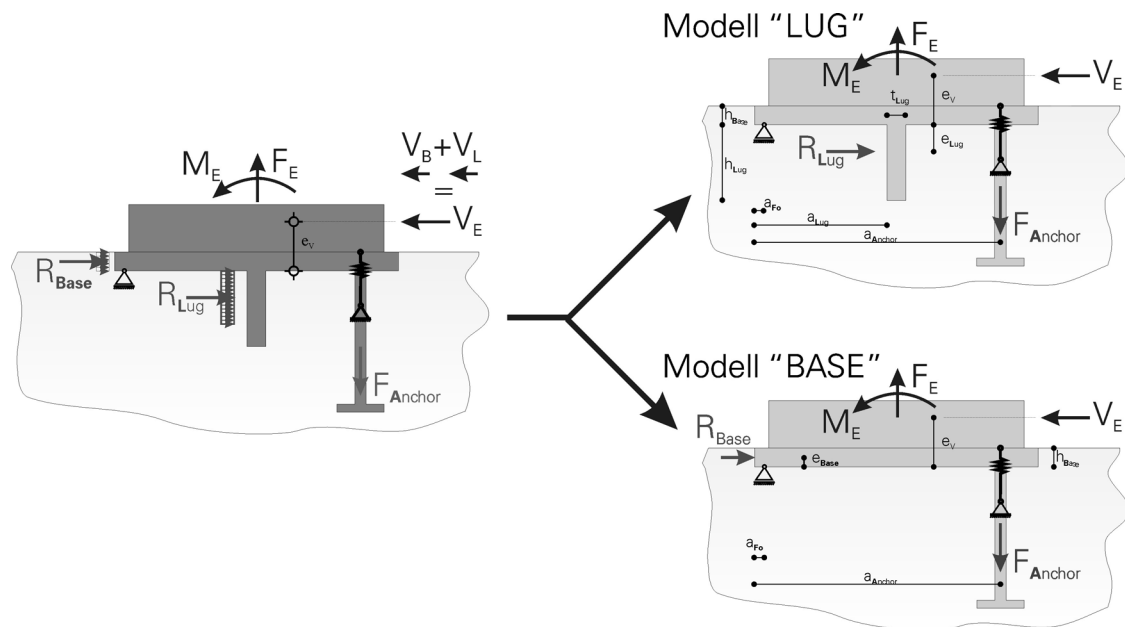 M_E F_E
V_B+V_L
=
V_E
e_v
R_Base
R_Lug
F_Anchor
Modell “LUG”
F_E
M_E
V_E
t_Lug
e_v
h_Base
e_Lug
R_Lug
h_Lug
a_Fo
a_Lug
a_Anchor
F_Anchor
Modell “BASE”
F_E
M_E
V_E
R_Base
e_v
e_Base
h_Base
a_Fo
F_Anchor
a_Anchor